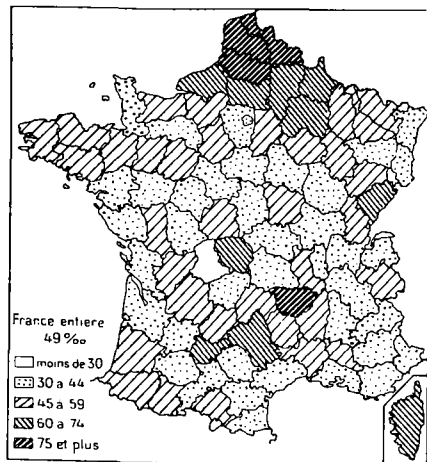 France entière
49‰
moins de 30
30 à 44
45 à 59
60 à 74
75 et plus